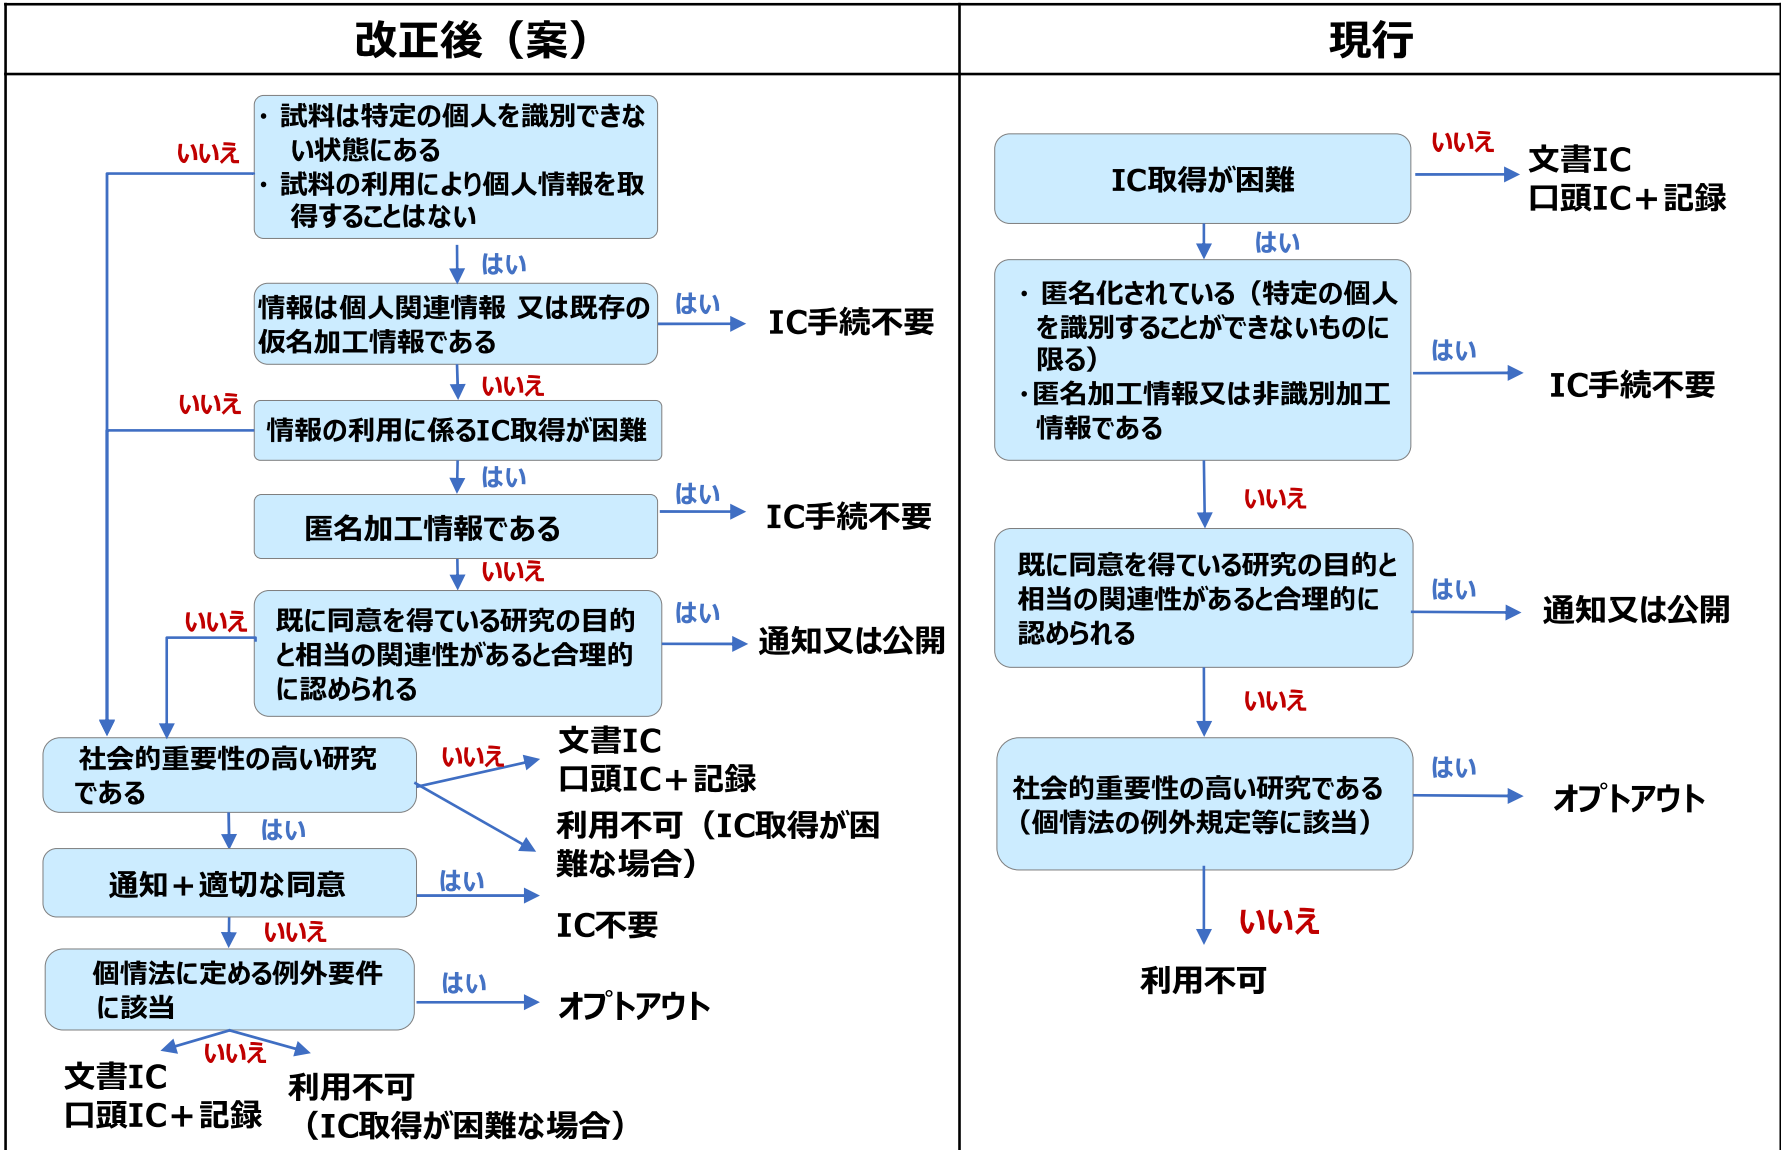 改正後（案）
・ 試料は特定の個人を識別できな
い状態にある
・ 試料の利用により個人情報を取
得することはない
いいえ
はい
情報は個人関連情報 又は既存の
仮名加工情報である
はい
IC手続不要
いいえ
いいえ
情報の利用に係るIC取得が困難
はい
匿名加工情報である
はい
IC手続不要
いいえ
いいえ
既に同意を得ている研究の目的
と相当の関連性があると合理的
に認められる
はい
通知又は公開
社会的重要性の高い研究
である
いいえ
文書IC
口頭IC＋記録
利用不可（IC取得が困
難な場合）
はい
通知＋適切な同意
はい
IC不要
いいえ
個情法に定める例外要件
に該当
はい
オプトアウト
いいえ
文書IC
口頭IC＋記録
利用不可
（IC取得が困難な場合）
現行
IC取得が困難
いいえ
文書IC
口頭IC＋記録
はい
・ 匿名化されている（特定の個人
を識別することができないものに
限る）
・匿名加工情報又は非識別加工
情報である
はい
IC手続不要
いいえ
既に同意を得ている研究の目的と
相当の関連性があると合理的に
認められる
はい
通知又は公開
いいえ
社会的重要性の高い研究である
（個情法の例外規定等に該当）
はい
オプトアウト
いいえ
利用不可